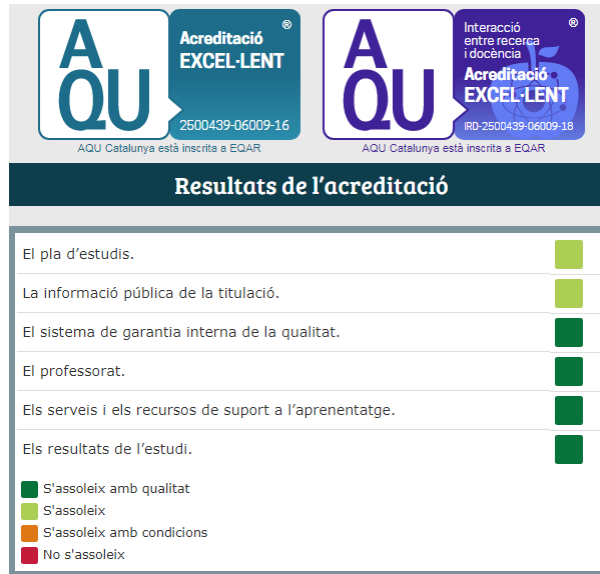 AQU
Acreditació
EXCEL·LENT
®
2500439-06009-16
AQU Catalunya està inscrita a EQAR
AQU
Interacció
entre recerca
i docència
®
Acreditació
EXCEL·LENT
IRD-2500439-06009-18
AQU Catalunya està inscrita a EQAR
Resultats de l’acreditació
El pla d’estudis.
La informació pública de la titulació.
El sistema de garantia interna de la qualitat.
El professorat.
Els serveis i els recursos de suport a l’aprenentatge.
Els resultats de l’estudi.
S'assoleix amb qualitat
S'assoleix
S'assoleix amb condicions
No s'assoleix